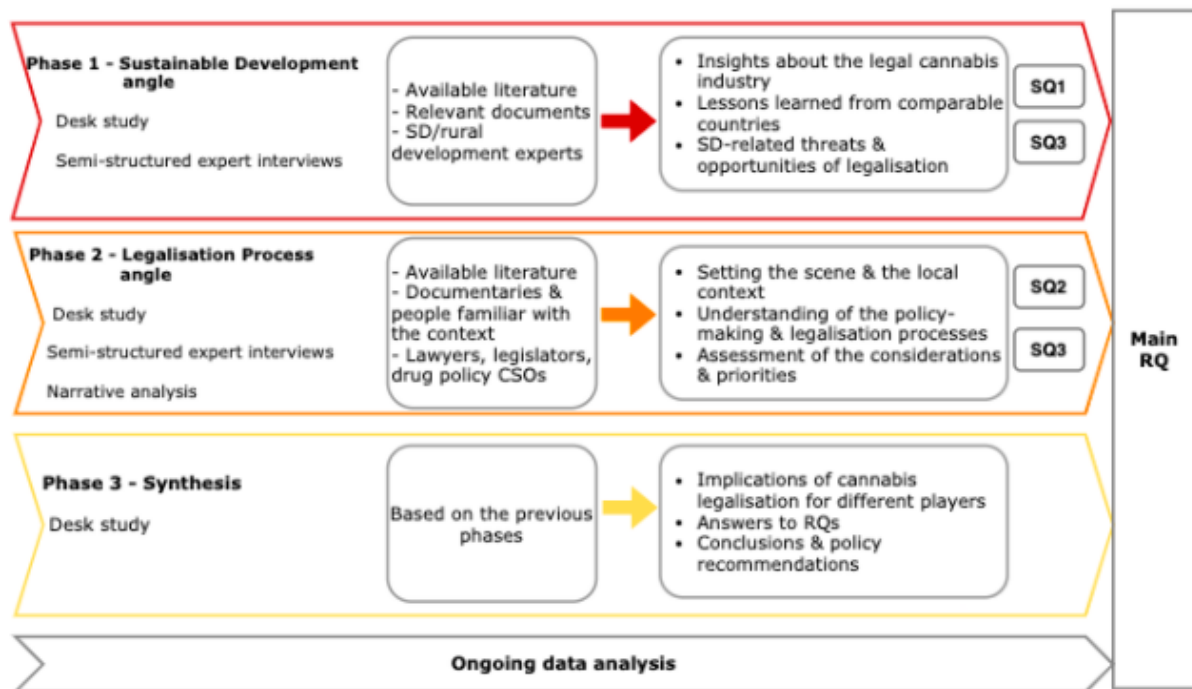 Phase 1 - Sustainable Development
angle
Desk study
Semi-structured expert interviews
- Available literature
- Relevant documents
- SD/rural
development experts
• Insights about the legal cannabis
industry
• Lessons learned from comparable
countries
• SD-related threats &
opportunities of legalisation
SQ1
SQ3
Phase 2 - Legalisation Process
angle
Desk study
Semi-structured expert interviews
Narrative analysis
- Available literature
- Documentaries &
people familiar with
the context
- Lawyers, legislators,
drug policy CSOs
• Setting the scene & the local
context
• Understanding of the policy-
making & legalisation processes
• Assessment of the considerations
& priorities
SQ2
SQ3
Phase 3 - Synthesis
Desk study
Based on the previous
phases
• Implications of cannabis
legalisation for different players
• Answers to RQs
• Conclusions & policy
recommendations
Main
RQ
Ongoing data analysis